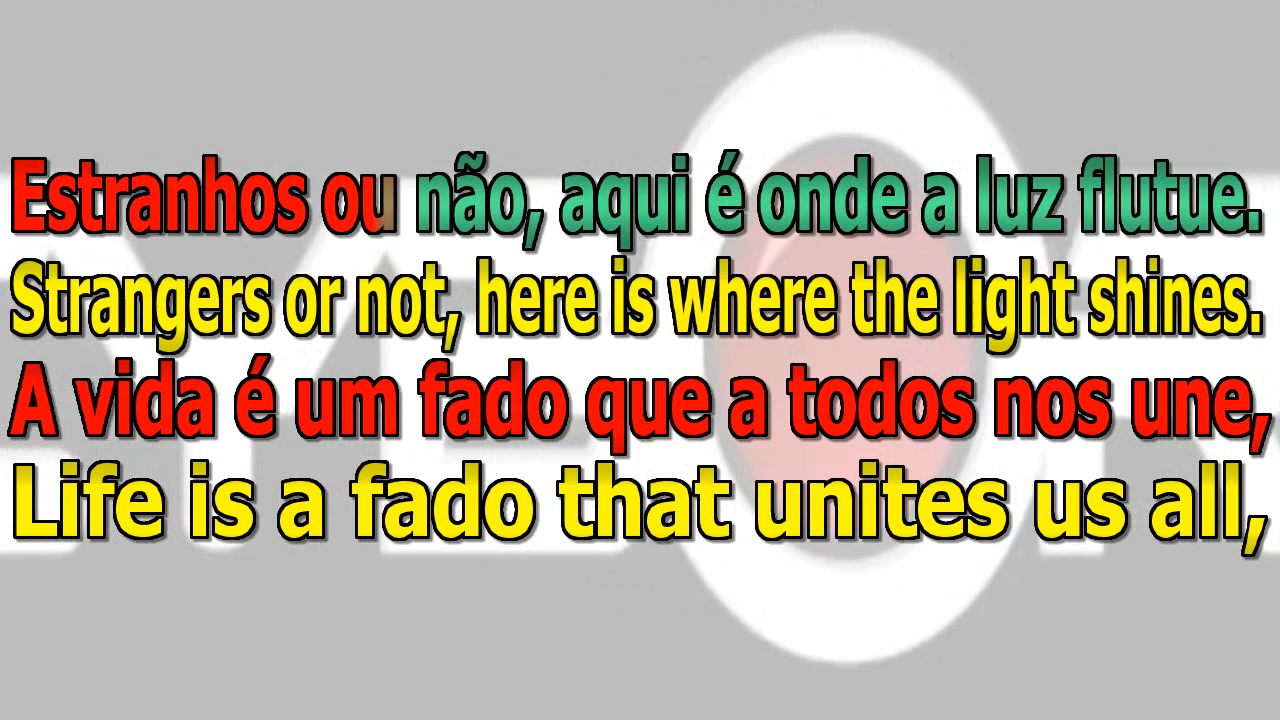 Estranhos ou não, aqui é onde a luz flutue.
Strangers or not, here is where the light shines.
A vida é um fado que a todos nos une,
Life is a fado that unites us all,